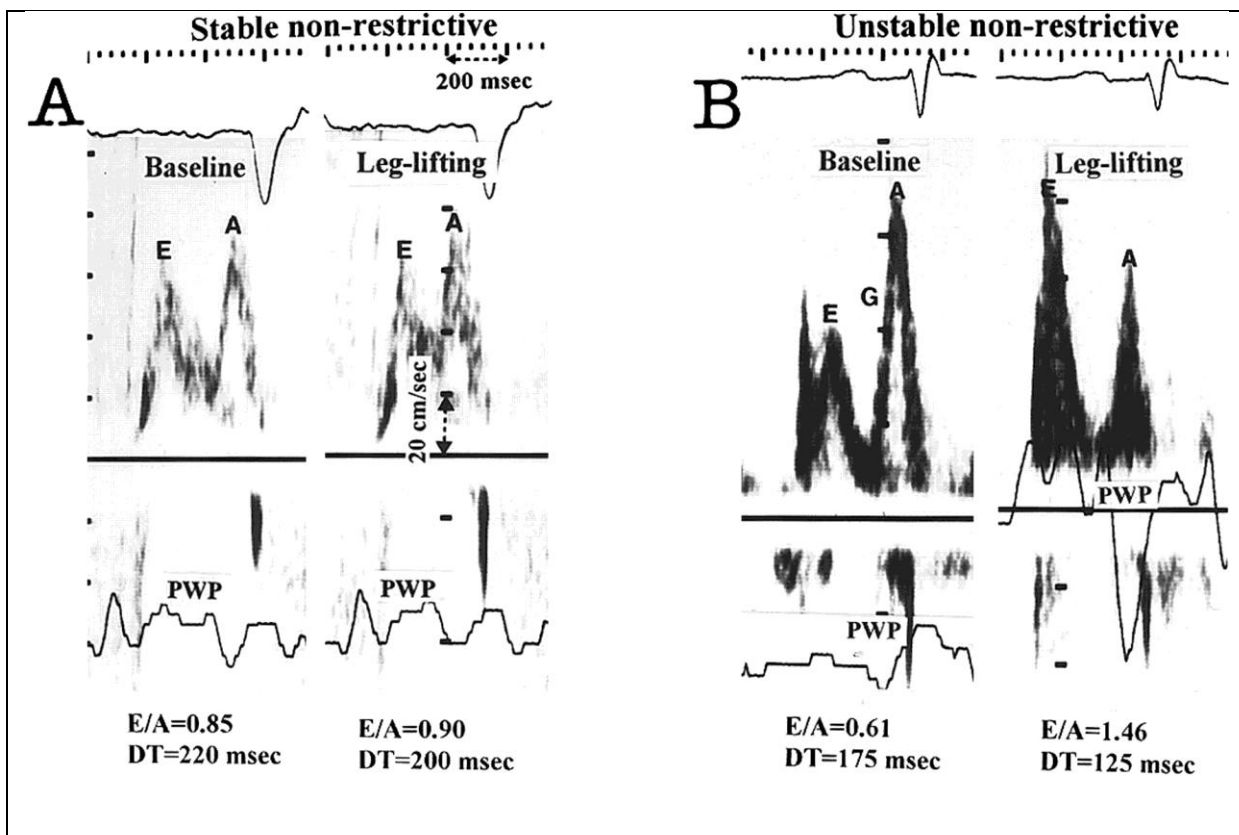 Stable non-restrictive
200 msec
A
Baseline
Leg-lifting
E
A
E
A
20 cm/sec
PWP
PWP
E/A=0.85
DT=220 msec
E/A=0.90
DT=200 msec
Unstable non-restrictive
B
Baseline
Leg-lifting
A
E
G
E
A
PWP
PWP
E/A=0.61
DT=175 msec
E/A=1.46
DT=125 msec